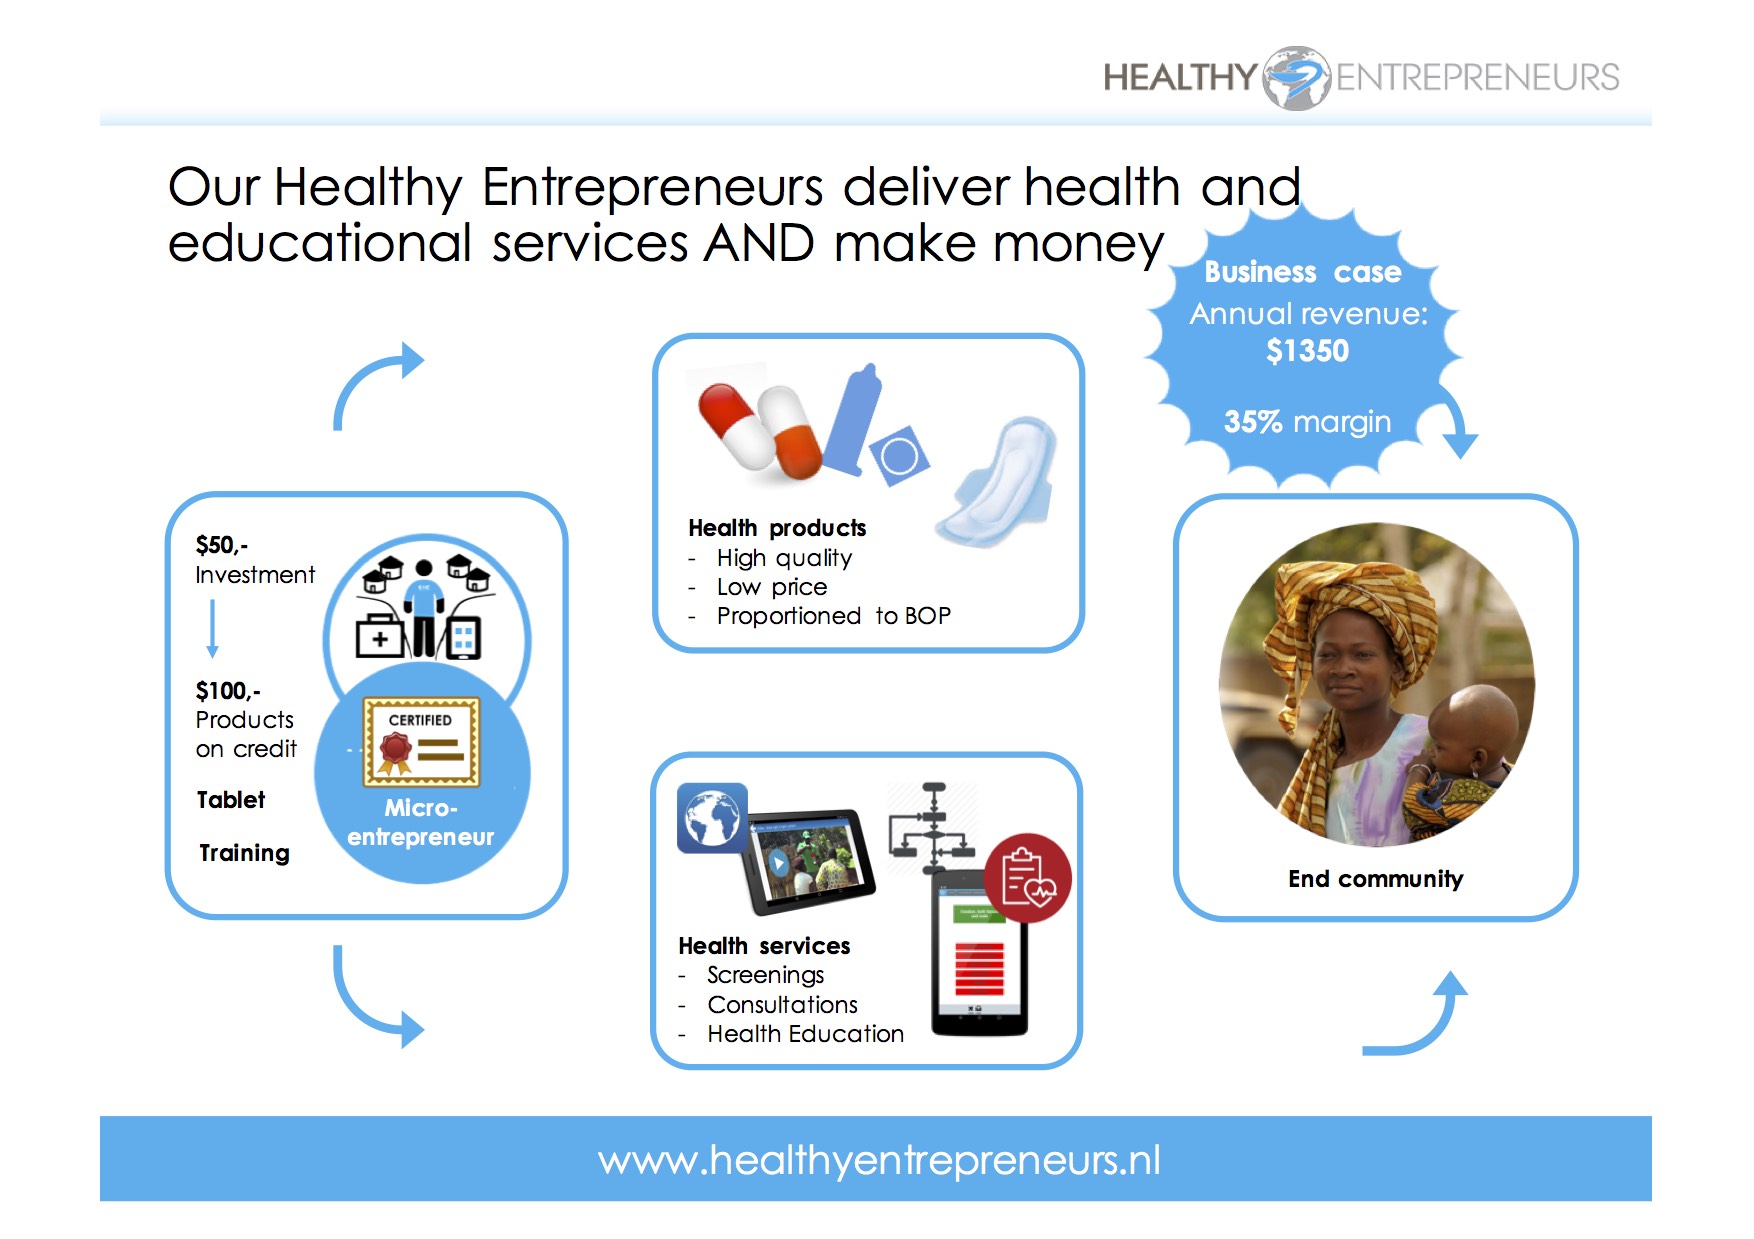 HEALTHY ENTREPRENEURS
Our Healthy Entrepreneurs deliver health and
educational services AND make money
Business case
Annual revenue:
$1350
35% margin
$50,-
Investment
$100,-
Products
on credit
Tablet
Training
CERTIFIED
Micro-
entrepreneur
Health products
- High quality
- Low price
- Proportioned to BOP
Health services
- Screenings
- Consultations
- Health Education
End community
www.healthyentrepreneurs.nl